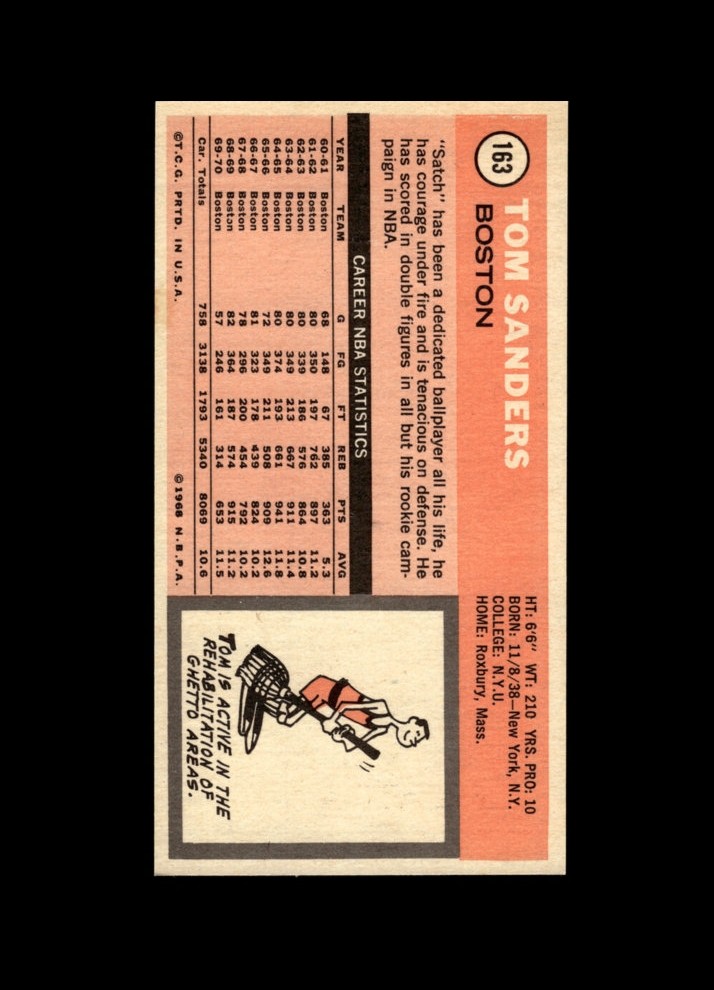 163
TOM SANDERS
BOSTON
HT: 6'6" WT: 210 YRS. PRO: 10
BORN: 11/8/38—New York, N.Y.
COLLEGE: N.Y.U.
HOME: Roxbury, Mass.
"Satch" has been a dedicated ballplayer all his life, he
has courage under fire and is tenacious on defense. He
has scored in double figures in all but his rookie cam-
paign in NBA.
CAREER NBA STATISTICS
YEAR TEAM G FG FT REB PTS AVG
60-61 Boston 68 148 67 385 363 5.3
61-62 Boston 80 350 197 762 897 11.2
62-63 Boston 80 339 186 576 864 10.8
63-64 Boston 80 349 213 667 911 11.4
64-65 Boston 80 374 193 661 941 11.8
65-66 Boston 72 349 211 508 909 12.6
66-67 Boston 81 323 178 439 824 10.2
67-68 Boston 78 296 200 454 792 10.2
68-69 Boston 82 364 187 574 915 11.2
69-70 Boston 57 246 161 314 653 11.5
Car. Totals 758 3138 1793 5340 8069 10.6
©T.C.G. PRTD. IN U.S.A. ©1968 N.B.P.A.
TOM IS ACTIVE IN THE
REHABILITATION OF
GHETTO AREAS.